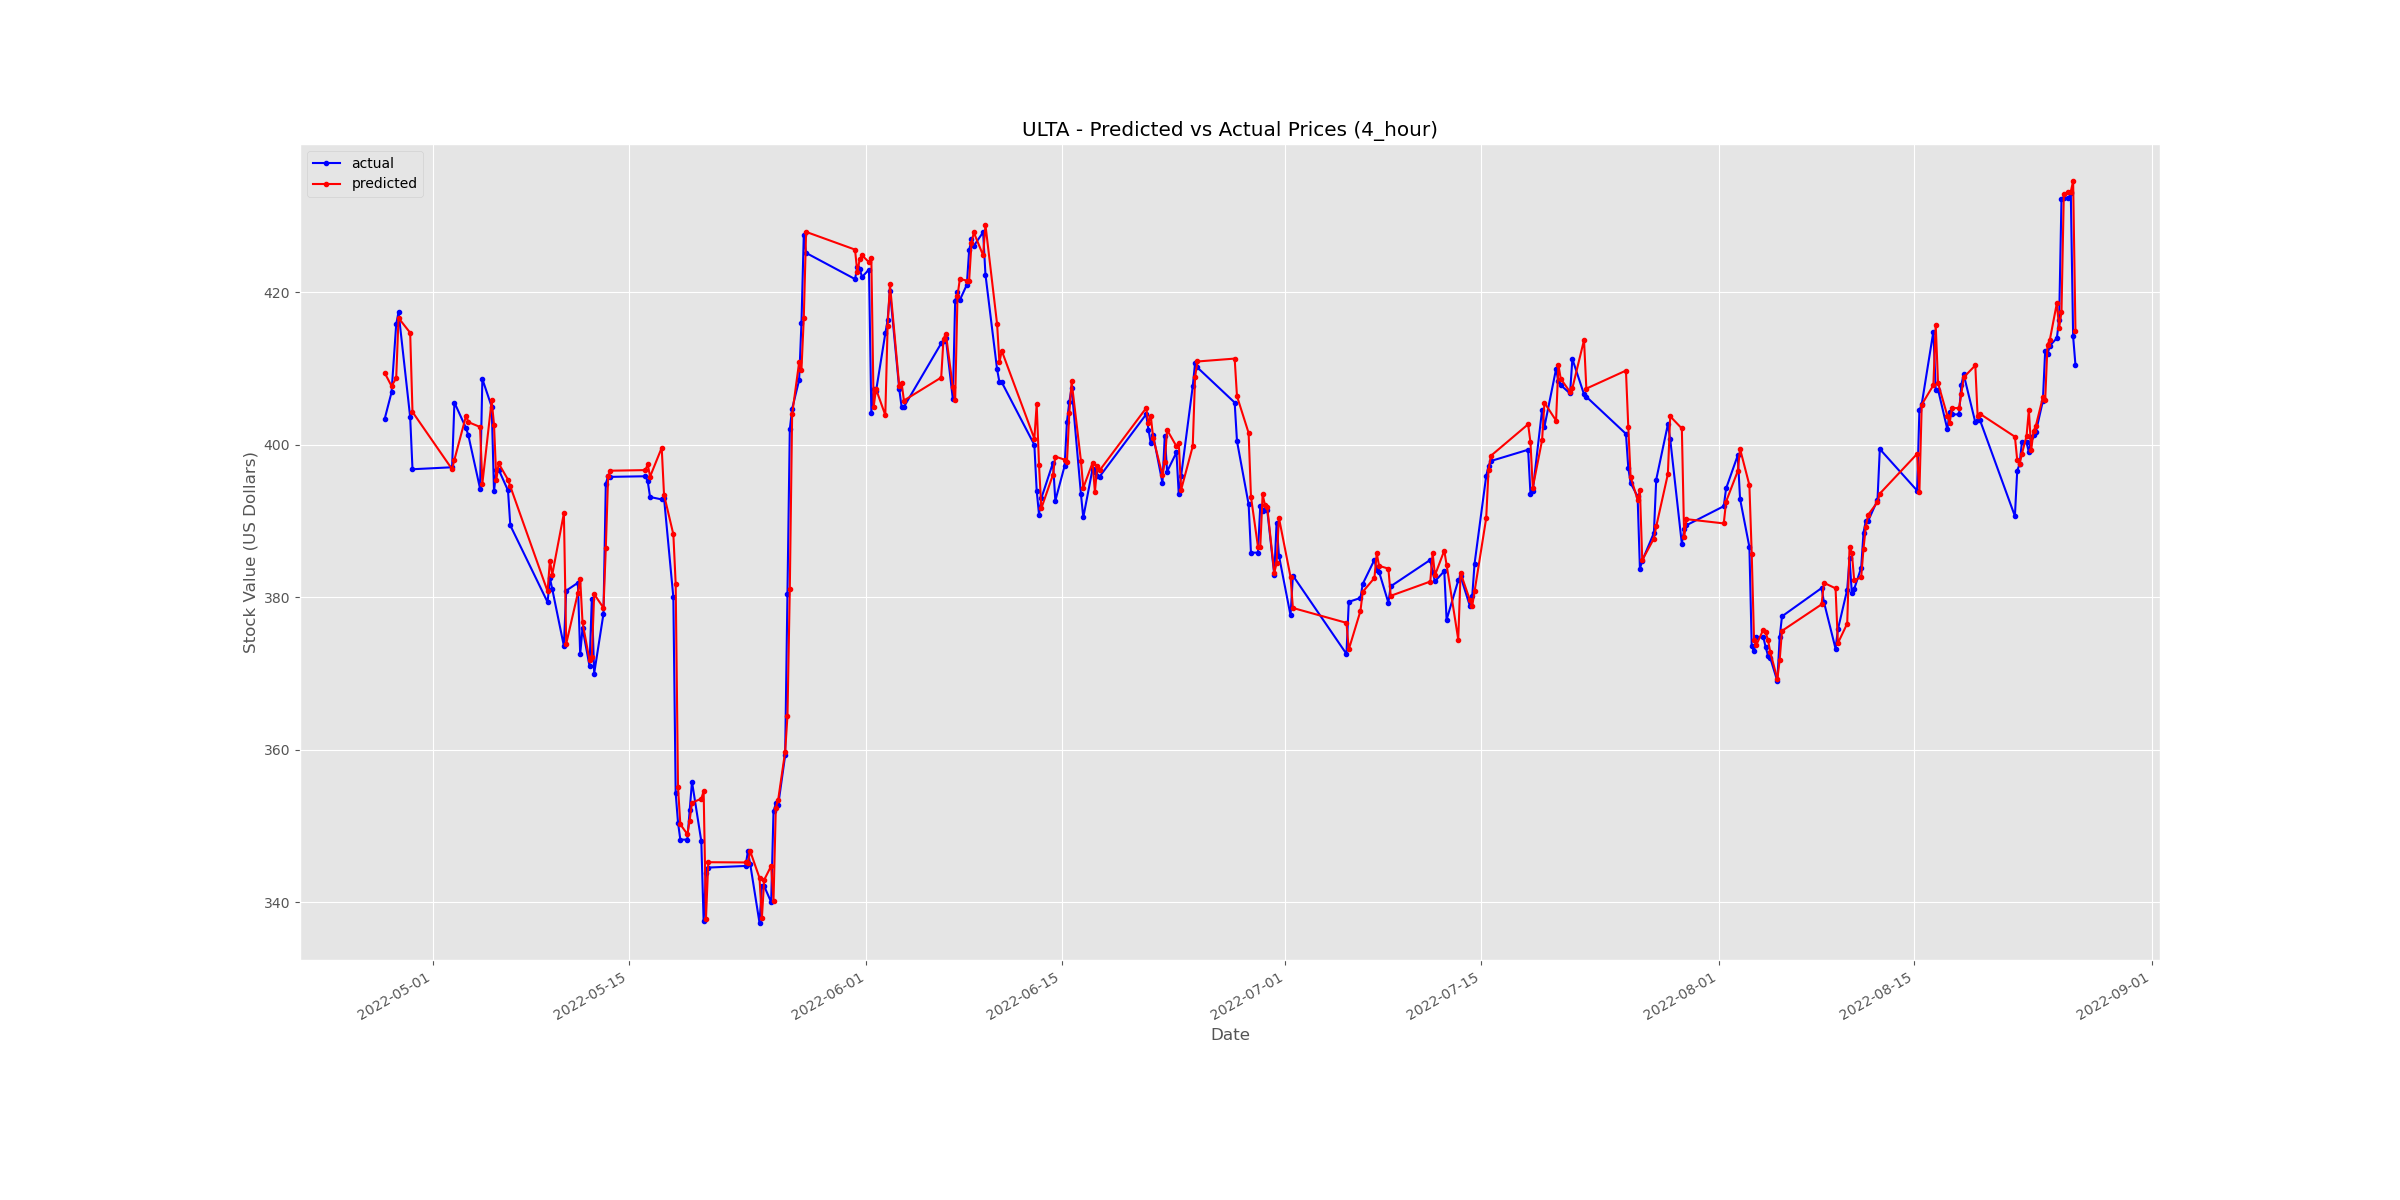 ULTA - Predicted vs Actual Prices (4_hour)
actual
predicted
420
400
380
360
340
Stock Value (US Dollars)
2022-05-01
2022-05-15
2022-06-01
2022-06-15
2022-07-01
2022-07-15
2022-08-01
2022-08-15
2022-09-01
Date